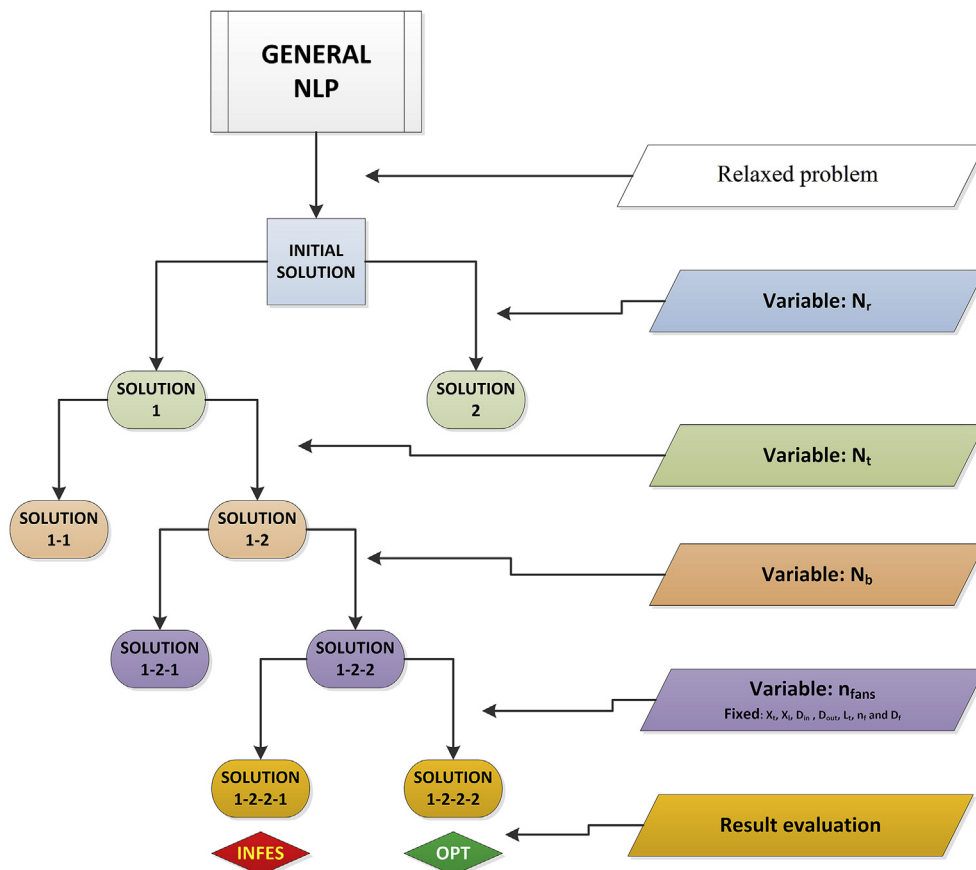 GENERAL
NLP
Relaxed problem
INITIAL
SOLUTION
Variable: Nr
SOLUTION
1
SOLUTION
2
Variable: Nt
SOLUTION
1-1
SOLUTION
1-2
Variable: Nb
SOLUTION
1-2-1
SOLUTION
1-2-2
Variable: nfans
Fixed: Xt, Xl, Din , Dout, Lt, nf and Df
SOLUTION
1-2-2-1
SOLUTION
1-2-2-2
Result evaluation
INFES
OPT